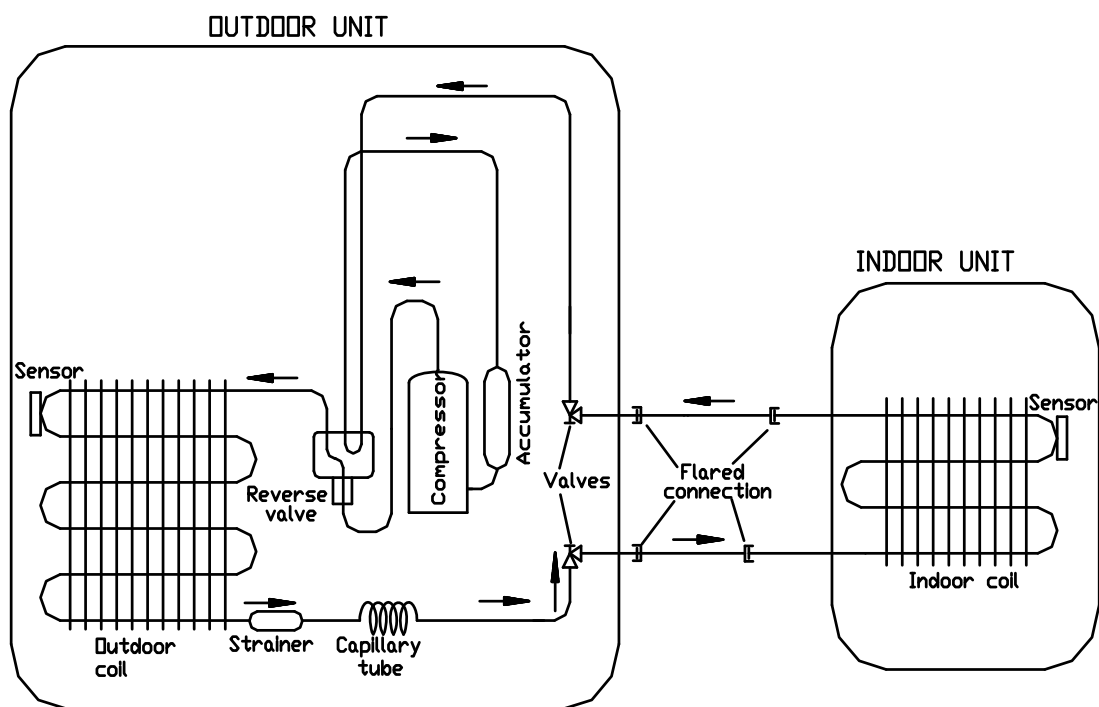 OUTDOOR UNIT
INDOOR UNIT
Sensor
Compressor
Accumulator
Sensor
Reverse
valve
Valves
Flared
connection
Indoor coil
Outdoor
coil
Strainer
Capillary
tube